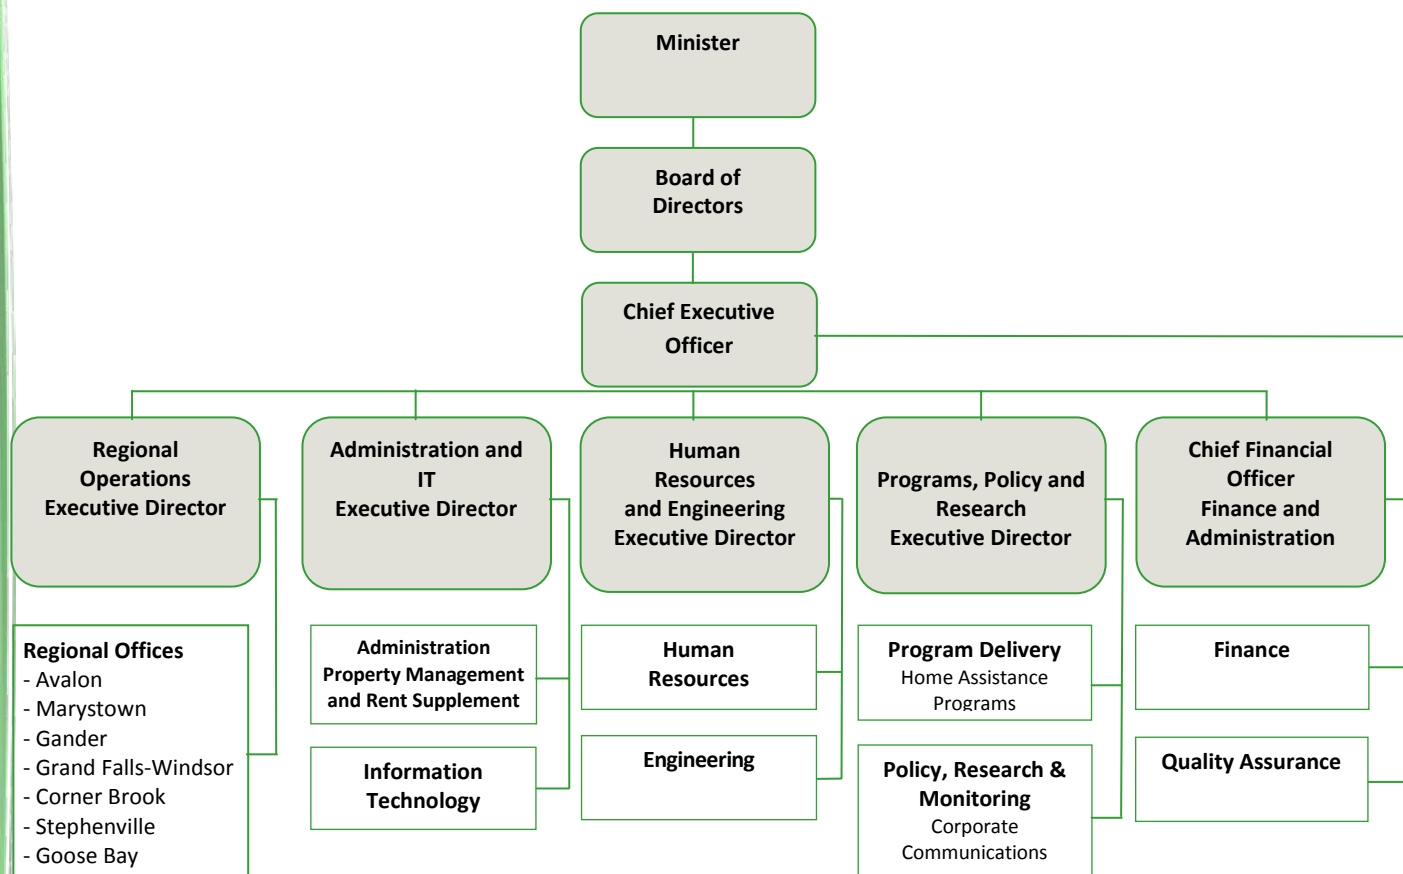 Minister
Board of
Directors
Chief Executive
Officer
Regional
Operations
Executive Director
Administration and
IT
Executive Director
Human
Resources
and Engineering
Executive Director
Programs, Policy and
Research
Executive Director
Chief Financial
Officer
Finance and
Administration
Regional Offices
- Avalon
- Marystown
- Gander
- Grand Falls-Windsor
- Corner Brook
- Stephenville
- Goose Bay
Administration
Property Management
and Rent Supplement
Information
Technology
Human
Resources
Engineering
Program Delivery
Home Assistance
Programs
Policy, Research &
Monitoring
Corporate
Communications
Finance
Quality Assurance